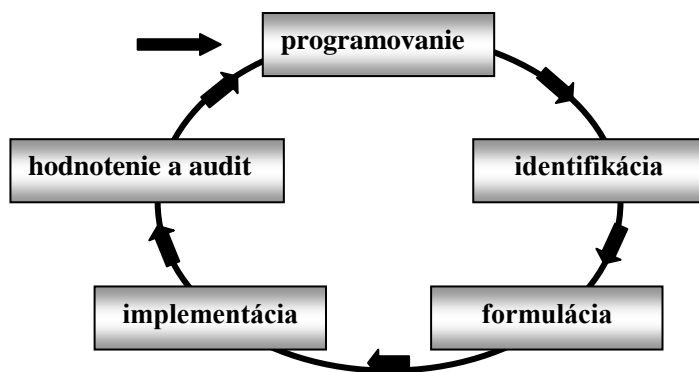 programovanie
hodnotenie a audit
identifikácia
implementácia
formulácia